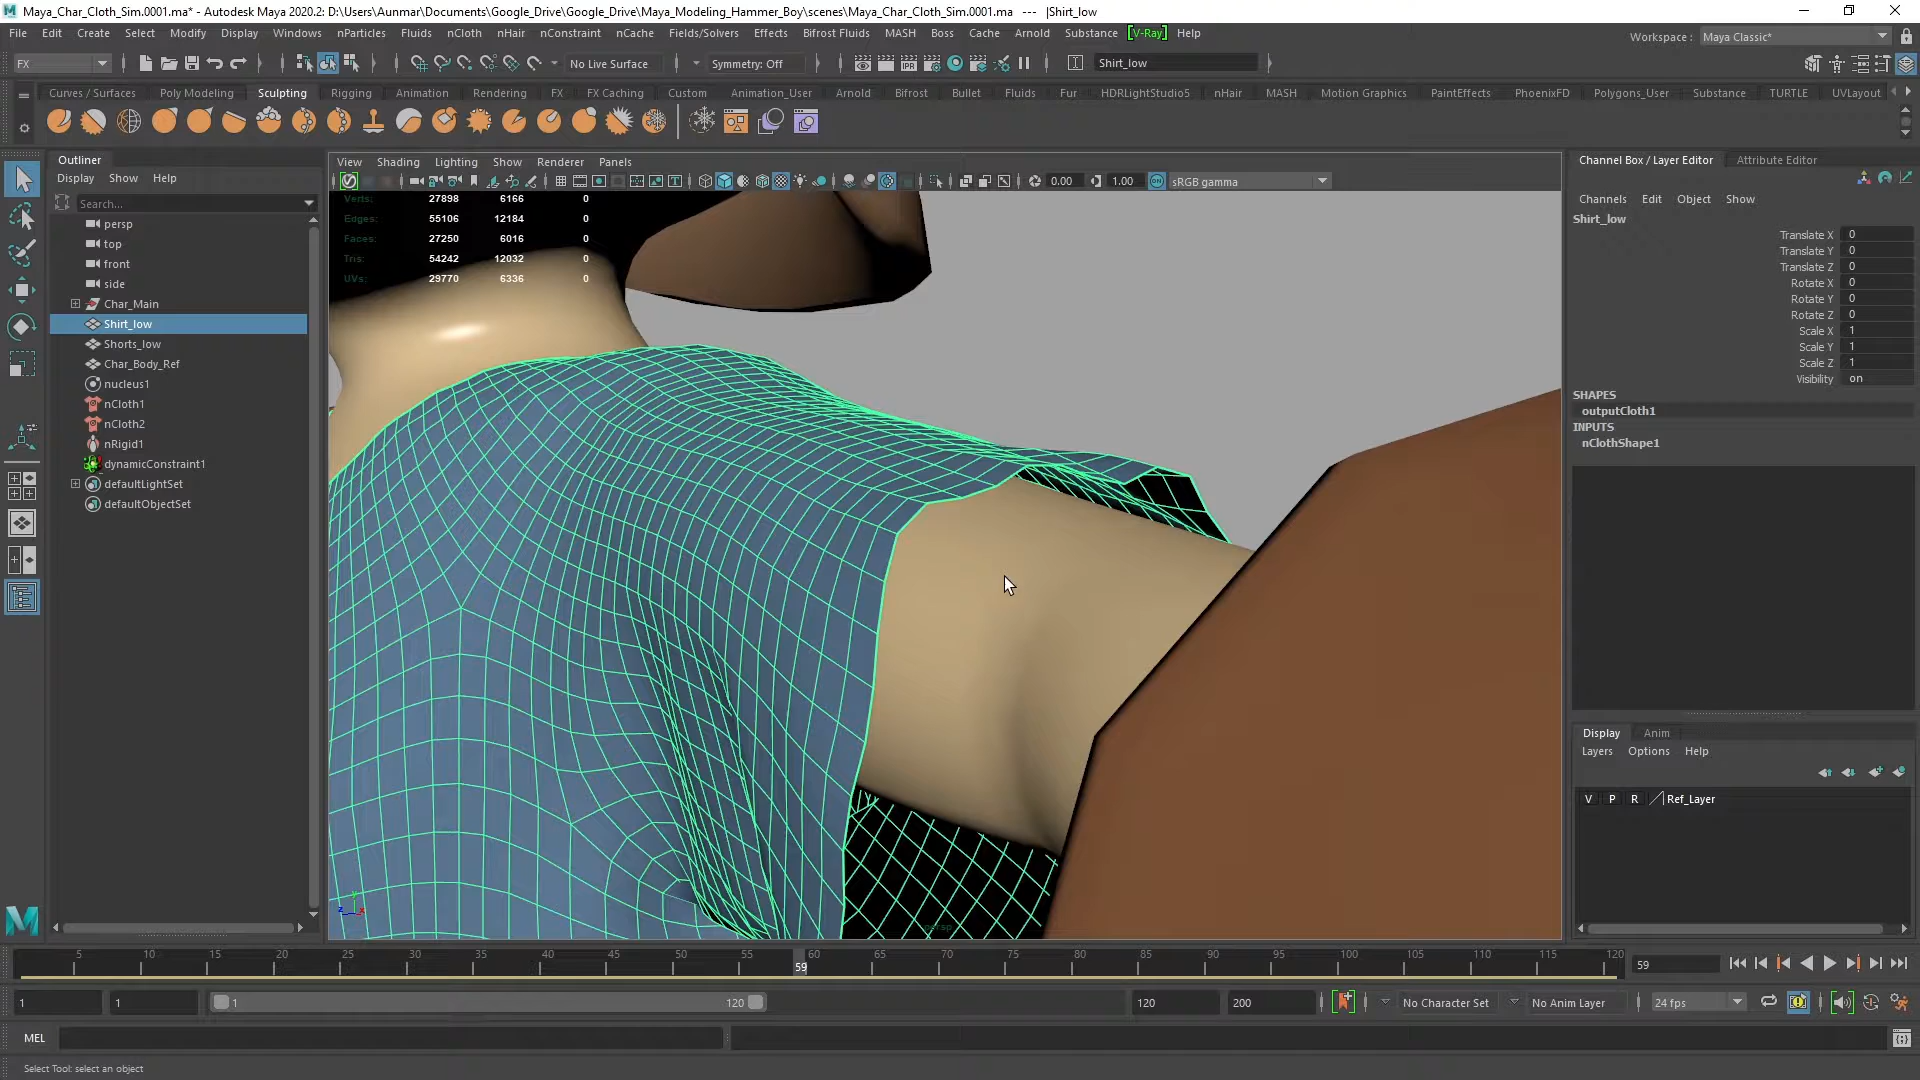 Maya_Char_Cloth_Sim.0001.ma* - Autodesk Maya 2020.2: D:\Users\Aunmar\Documents\Google_Drive\Google_Drive\Maya_Modeling_Hammer_Boy\scenes\Maya_Char_Cloth_Sim.0001.ma --- |Shirt_low
File Edit Create Select Modify Display Windows nParticles Fluids nCloth nHair nConstraint nCache Fields/Solvers Effects Bifrost Fluids MASH Boss Cache Arnold Substance [V-Ray] Help
Workspace : Maya Classic*
FX No Live Surface Symmetry: Off IPR Shirt_low
Curves / Surfaces Poly Modeling Sculpting Rigging Animation Rendering FX FX Caching Custom Animation_User Arnold Bifrost Bullet Fluids Fur HDRLightStudio5 nHair MASH Motion Graphics PaintEffects PhoenixFD Polygons_User Substance TURTLE UVLayout
Outliner
Display Show Help
Search...
persp
top
front
side
Char_Main
Shirt_low
Shorts_low
Char_Body_Ref
nucleus1
nCloth1
nCloth2
nRigid1
dynamicConstraint1
defaultLightSet
defaultObjectSet
View Shading Lighting Show Renderer Panels
0.00 1.00 ON sRGB gamma
Verts: 27898 6166 0
Edges: 55106 12184 0
Faces: 27250 6016 0
Tris: 54242 12032 0
UVs: 29770 6336 0
persp
Channel Box / Layer Editor Attribute Editor
Channels Edit Object Show
Shirt_low
Translate X 0
Translate Y 0
Translate Z 0
Rotate X 0
Rotate Y 0
Rotate Z 0
Scale X 1
Scale Y 1
Scale Z 1
Visibility on
SHAPES
outputCloth1
INPUTS
nClothShape1
Display Anim
Layers Options Help
V P R Ref_Layer
5 10 15 20 25 30 35 40 45 50 55 60 65 70 75 80 85 90 95 100 105 110 115 120
59
59
1 1 1 120 120 200 No Character Set No Anim Layer 24 fps
MEL
Select Tool: select an object